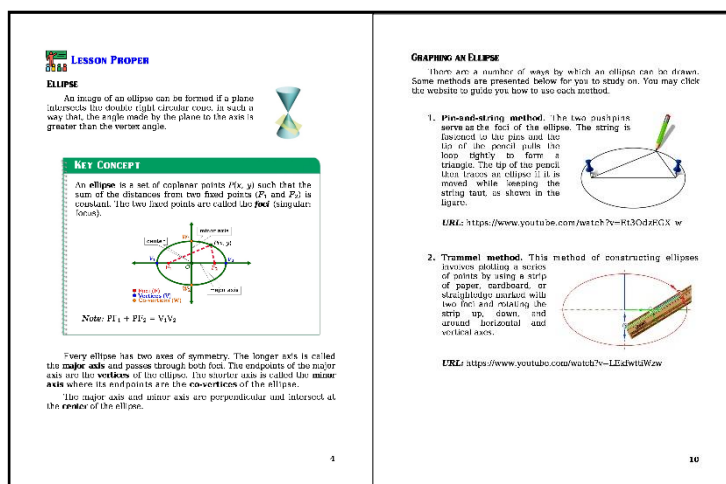 LESSON PROPER
ELLIPSE
An image of an ellipse can be formed if a plane
intersects the double right circular cone, in such a
way that, the angle made by the plane to the axis is
greater than the vertex angle.
KEY CONCEPT
An ellipse is a set of coplanar points P(x, y) such that the
sum of the distances from two fixed points (F₁ and F₂) is
constant. The two fixed points are called the foci (singular:
focus).
minor axis
center
P(x, y)
V₁
V₂
major axis
Foci (F)
Vertices (V)
Co-vertices (W)
Note: PF₁ + PF₂ = V₁V₂
Every ellipse has two axes of symmetry. The longer axis is called
the major axis and passes through both foci. The endpoints of the major
axis are the vertices of the ellipse. The shorter axis is called the minor
axis where its endpoints are the co-vertices of the ellipse.
The major axis and minor axis are perpendicular and intersect at
the center of the ellipse.
4
GRAPHING AN ELLIPSE
There are a number of ways by which an ellipse can be drawn.
Some methods are presented below for you to study on. You may click
the website to guide you how to use each method.
1. Pin-and-string method. The two pushpins
serve as the foci of the ellipse. The string is
fastened to the pins and the
tip of the pencil pulls the
loop tightly to form a
triangle. The tip of the pencil
then traces an ellipse if it is
moved while keeping the
string taut, as shown in the
figure.
URL: https://www.youtube.com/watch?v=Et3OdzEGX_w
2. Trammel method. This method of constructing ellipses
involves plotting a series
of points by using a strip
of paper, cardboard, or
straightedge marked with
two foci and rotating the
strip up, down, and
around horizontal and
vertical axes.
URL: https://www.youtube.com/watch?v=LEkfwttiWzw
10